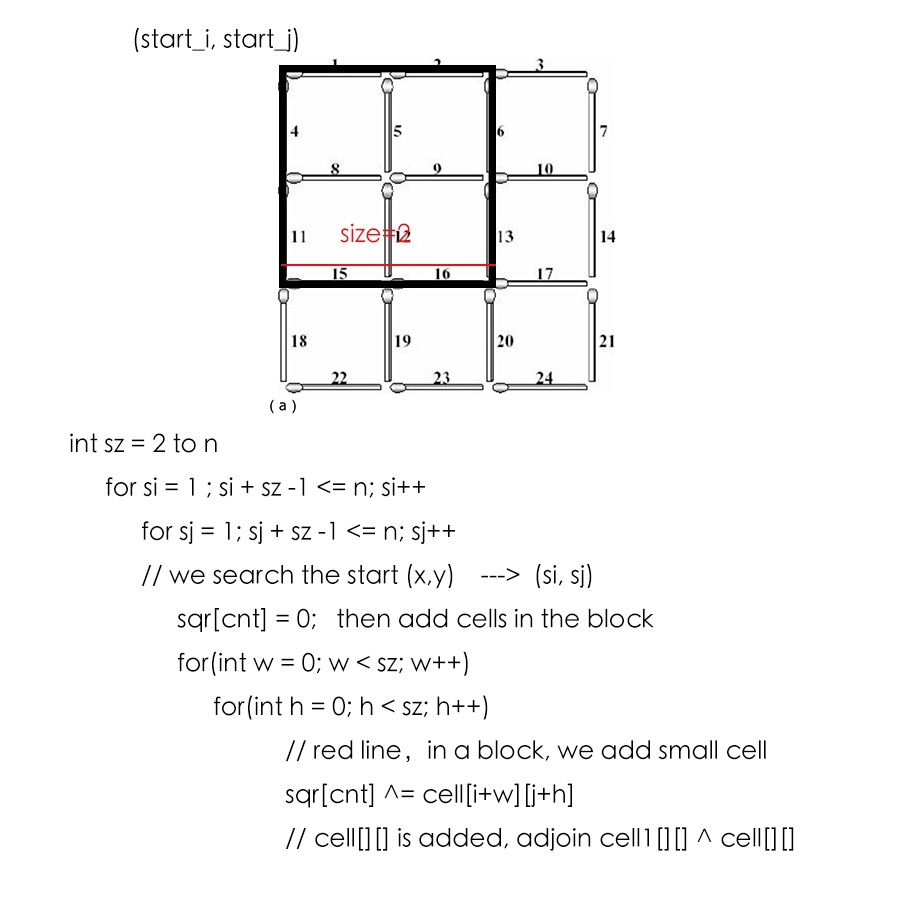 (start_i, start_j)
1 2 3
4 5 6 7
8 9 10
11 size=2 12 13 14
15 16 17
18 19 20 21
22 23 24
( a )
int sz = 2 to n
for si = 1 ; si + sz -1 <= n; si++
for sj = 1; sj + sz -1 <= n; sj++
// we search the start (x,y) ---> (si, sj)
sqr[cnt] = 0; then add cells in the block
for(int w = 0; w < sz; w++)
for(int h = 0; h < sz; h++)
// red line，in a block, we add small cell
sqr[cnt] ^= cell[i+w][j+h]
// cell[][] is added, adjoin cell1[][] ^ cell[][]